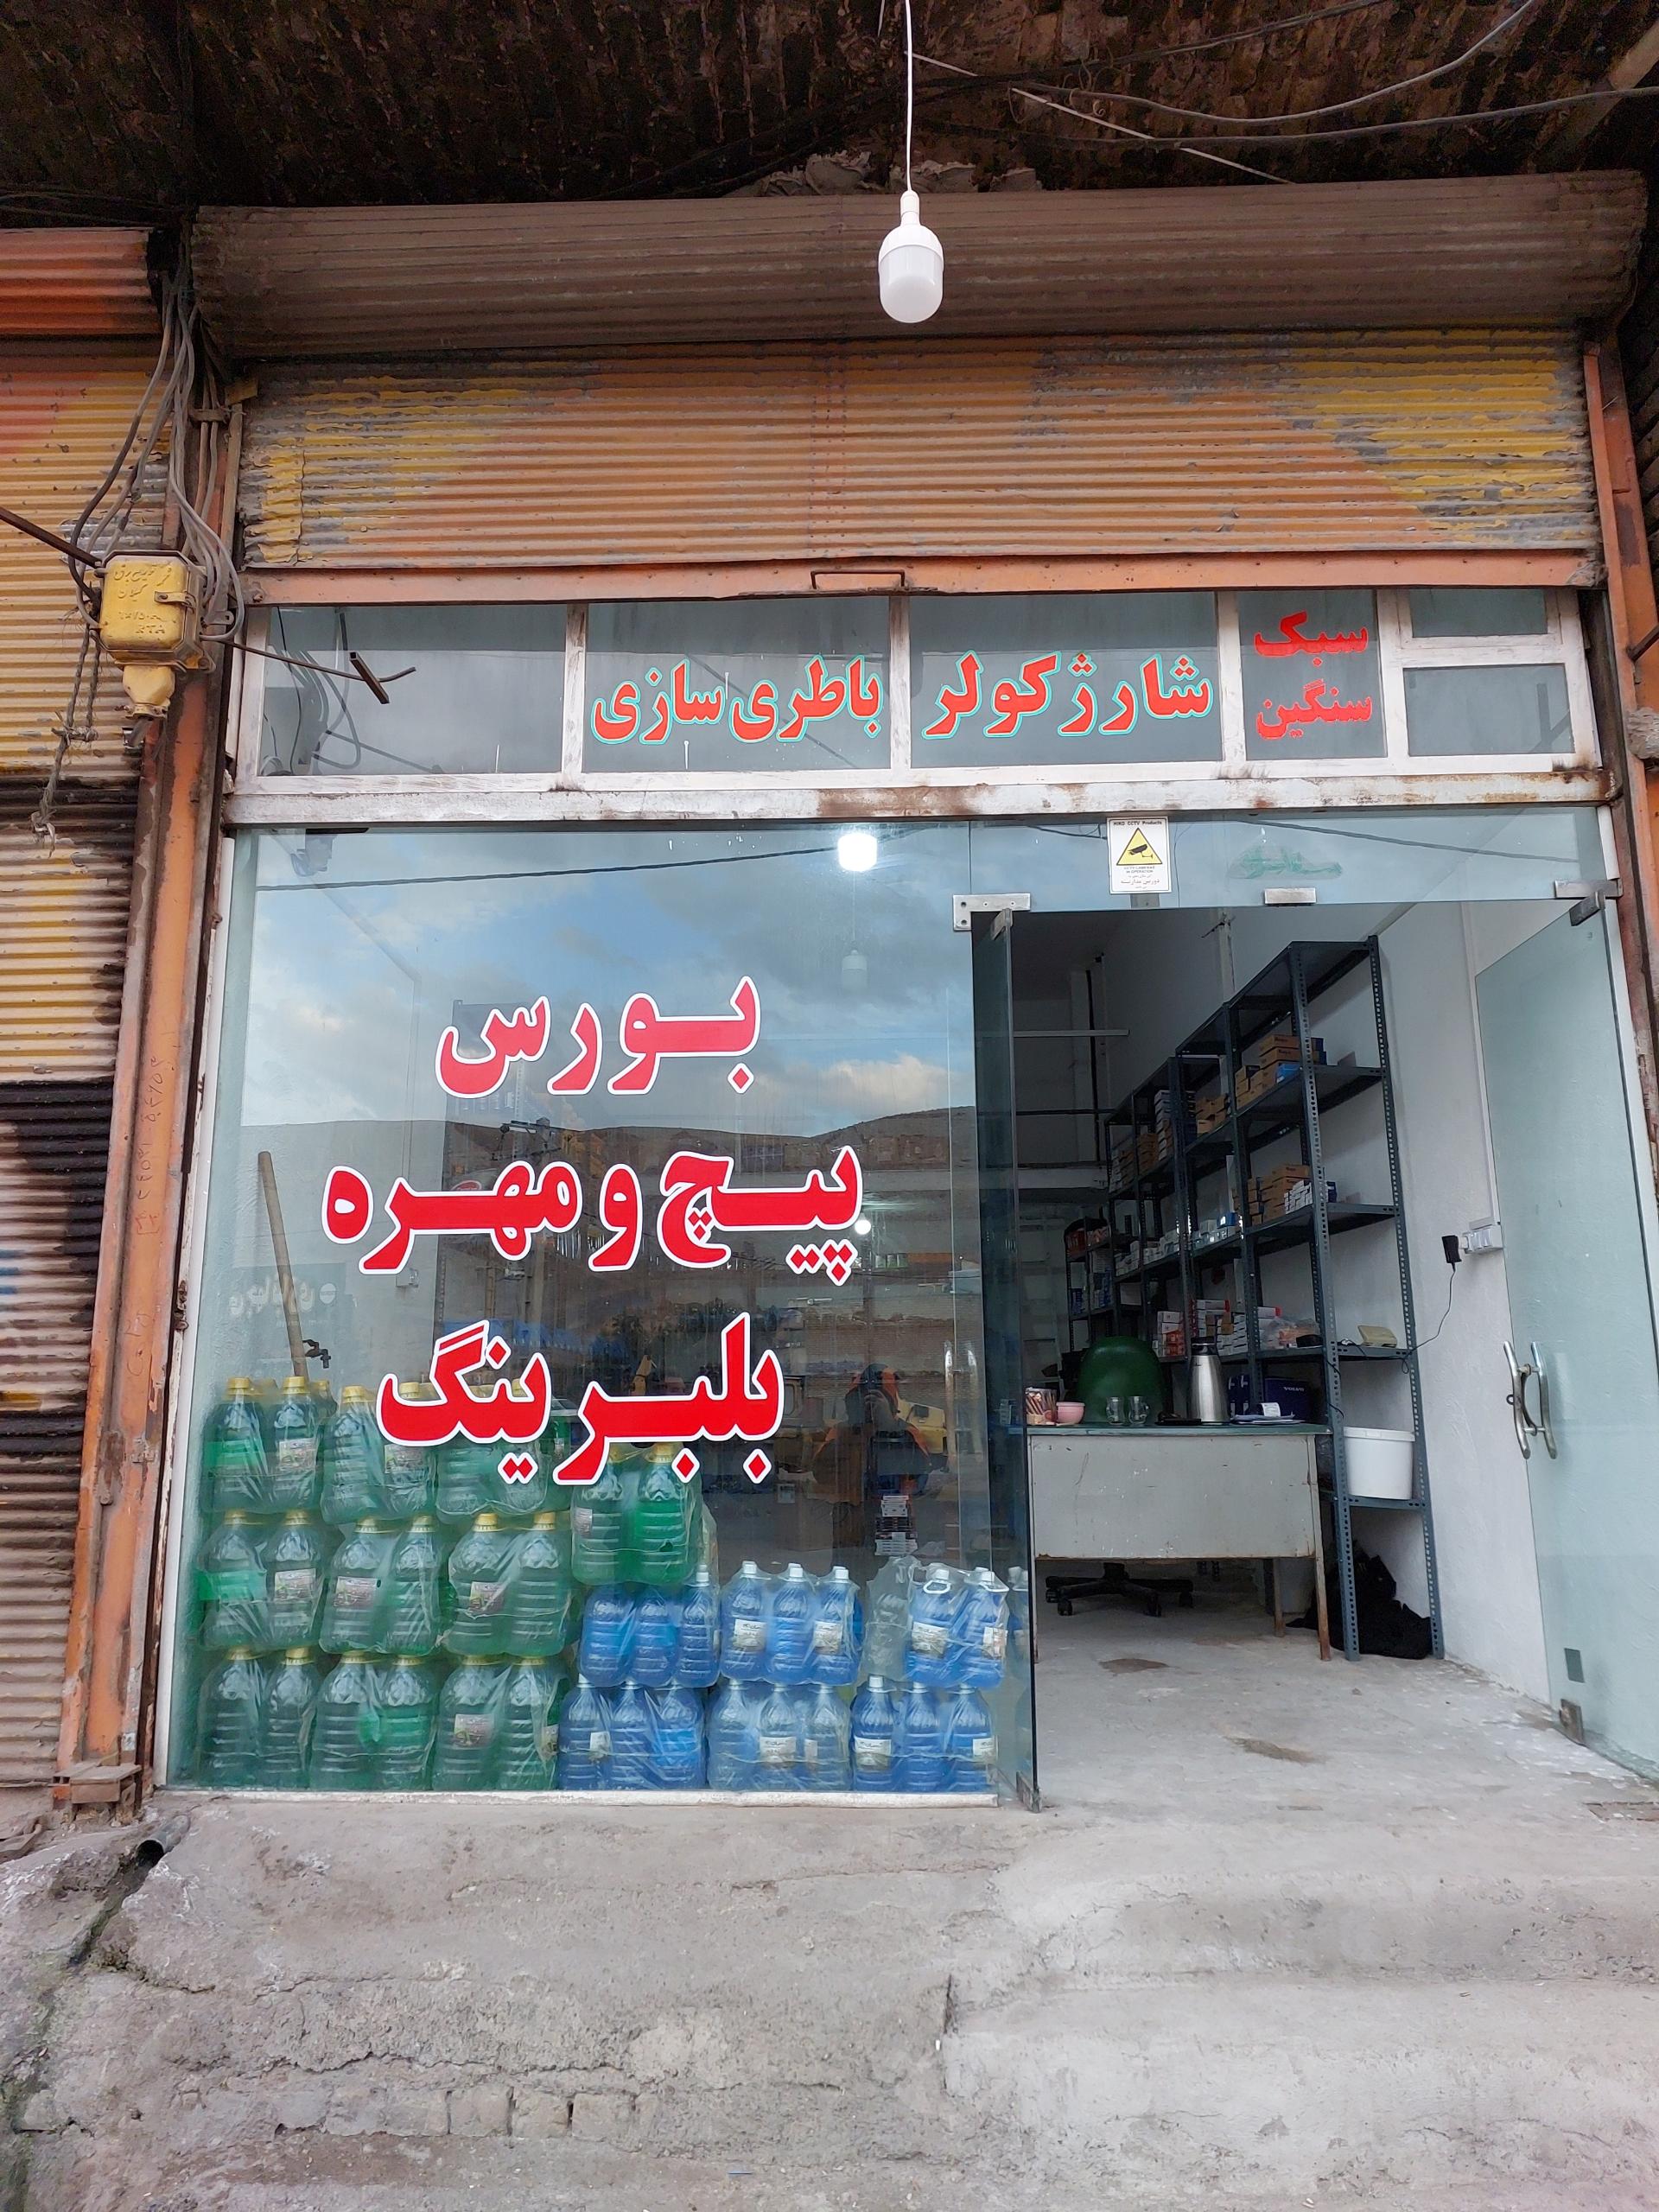 سبک
سنگین
شارژ کولر
باطری سازی
بورس
پیچ و مهره
بلبرینگ